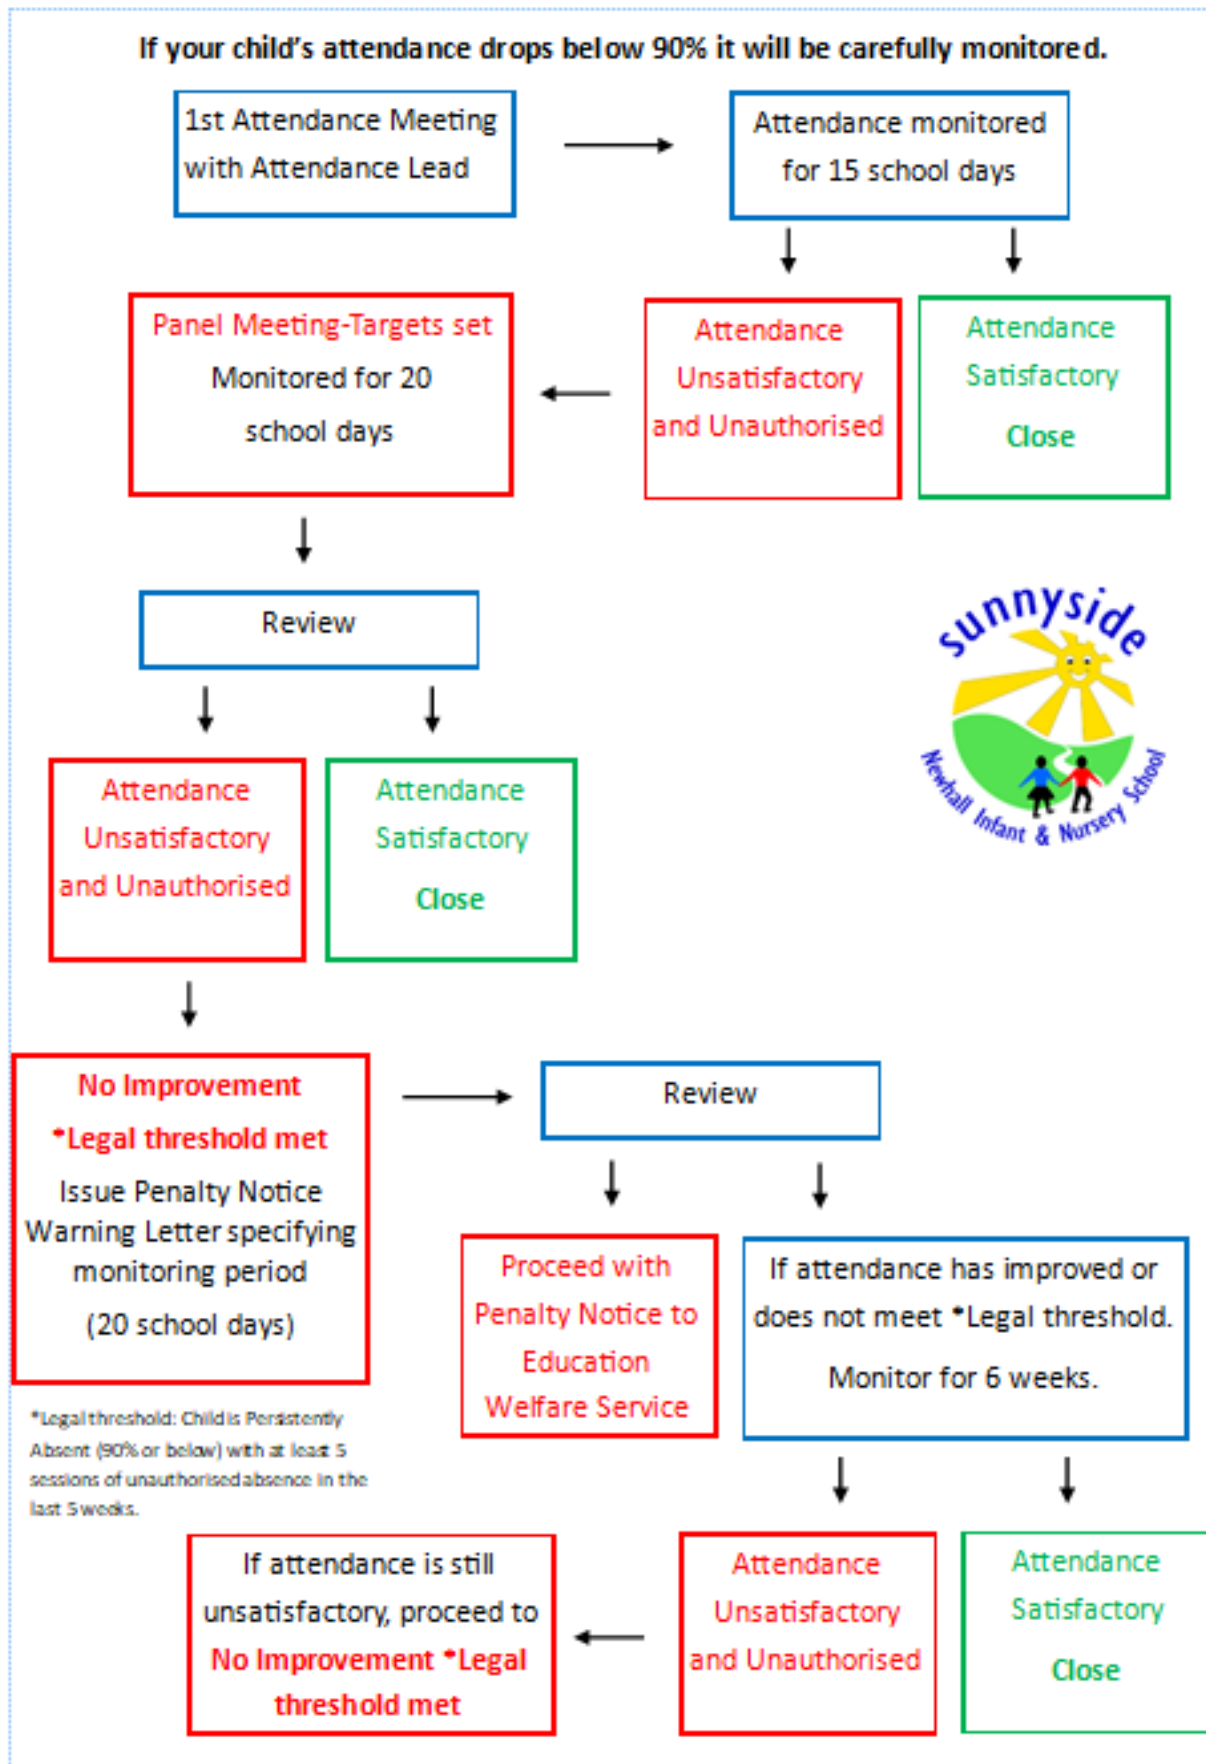 If your child's attendance drops below 90% it will be carefully monitored.
1st Attendance Meeting
with Attendance Lead
Attendance monitored
for 15 school days
Panel Meeting-Targets set
Monitored for 20
school days
Attendance
Unsatisfactory
and Unauthorised
Attendance
Satisfactory
Close
Review
sunnyside
Newhall Infant & Nursery School
Attendance
Unsatisfactory
and Unauthorised
Attendance
Satisfactory
Close
No Improvement
*Legal threshold met
Issue Penalty Notice
Warning Letter specifying
monitoring period
(20 school days)
Review
Proceed with
Penalty Notice to
Education
Welfare Service
If attendance has improved or
does not meet *Legal threshold.
Monitor for 6 weeks.
*Legal threshold: Child is Persistently
Absent (90% or below) with at least 5
sessions of unauthorised absence in the
last 5 weeks.
If attendance is still
unsatisfactory, proceed to
No Improvement *Legal
threshold met
Attendance
Unsatisfactory
and Unauthorised
Attendance
Satisfactory
Close